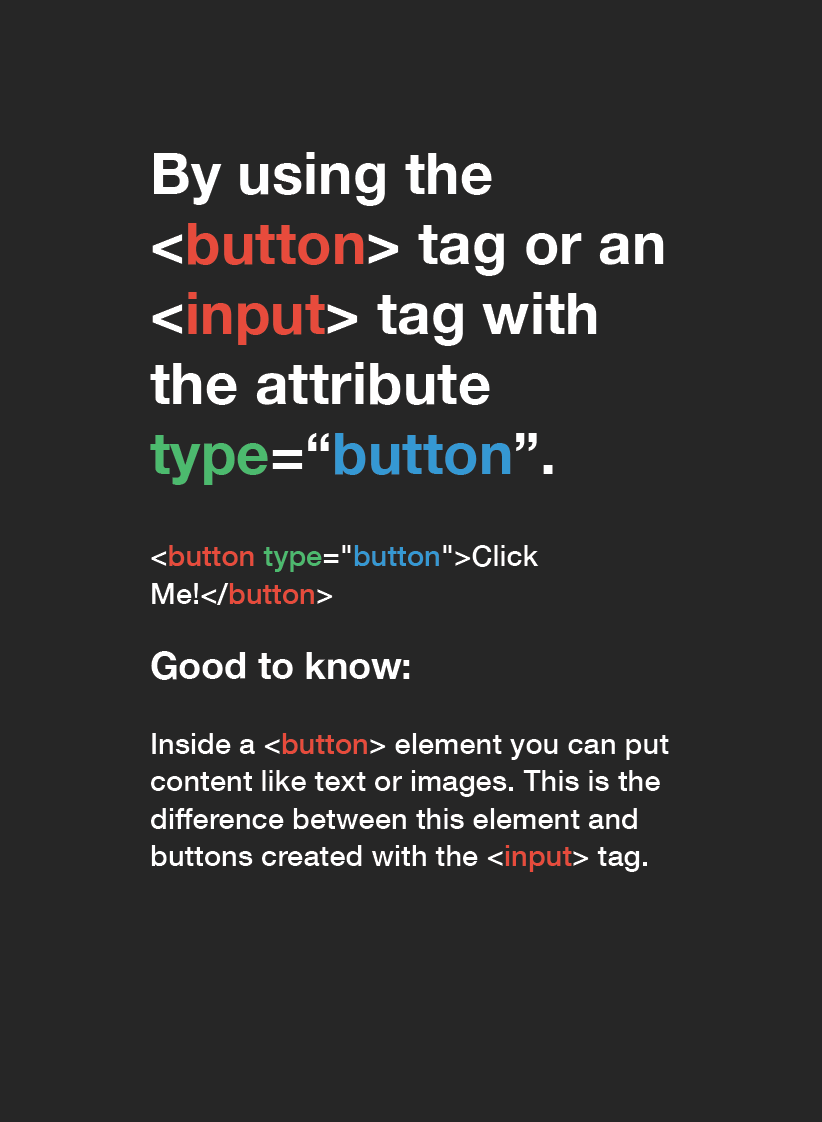 By using the
<button> tag or an
<input> tag with
the attribute
type=“button”.
<button type="button">Click
Me!</button>
Good to know:
Inside a <button> element you can put
content like text or images. This is the
difference between this element and
buttons created with the <input> tag.